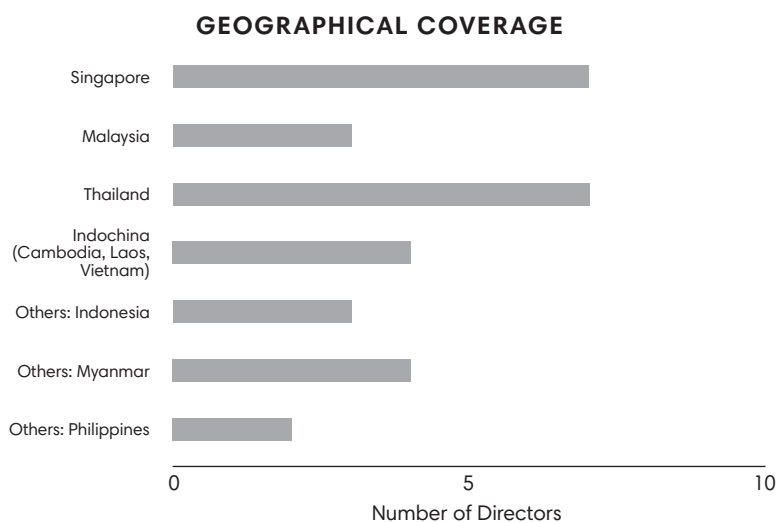 GEOGRAPHICAL COVERAGE
Singapore
Malaysia
Thailand
Indochina
(Cambodia, Laos,
Vietnam)
Others: Indonesia
Others: Myanmar
Others: Philippines
0 5 10
Number of Directors